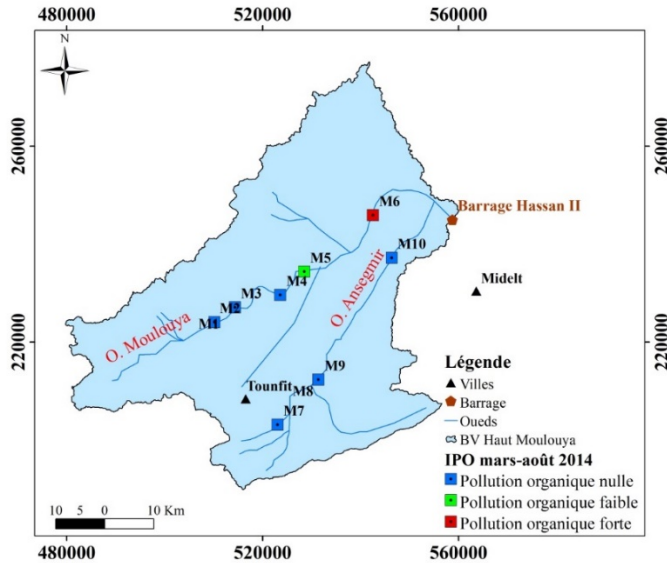 480000 520000 560000
N
260000 260000
M6
Barrage Hassan II
M5
M10
M4
O. Ansegmir
Midelt
M3
M2
M1
O. Moulouya
220000 220000
M9
Tounfit
M8
M7
Légende
Villes
Barrage
Oueds
BV Haut Moulouya
IPO mars-août 2014
Pollution organique nulle
Pollution organique faible
Pollution organique forte
10 5 0 10 Km
480000 520000 560000